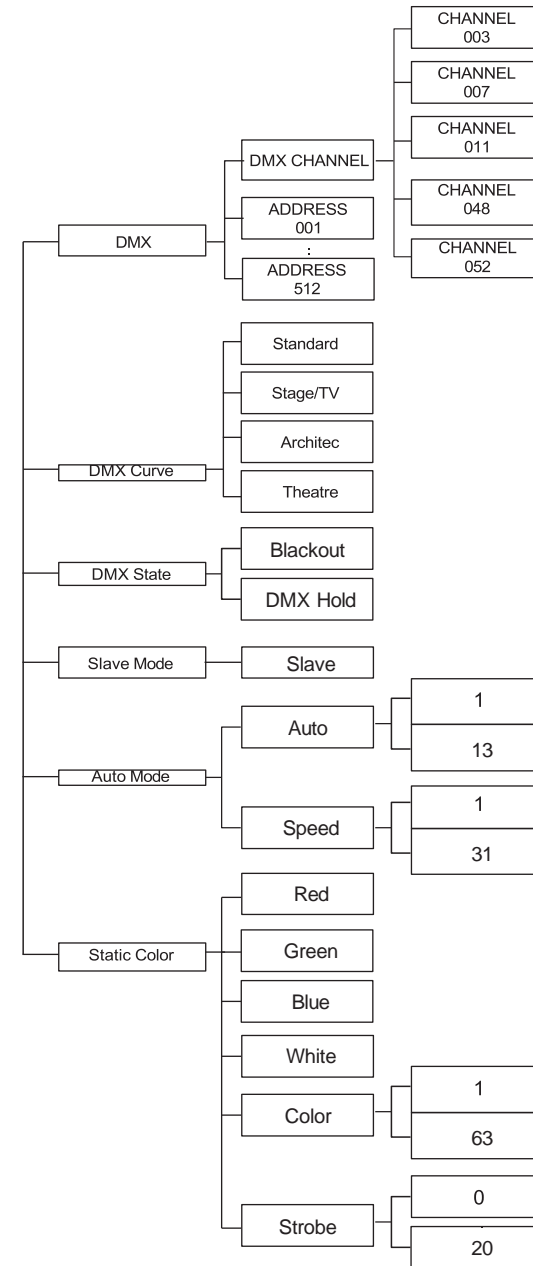 CHANNEL
003
CHANNEL
007
DMX CHANNEL
CHANNEL
011
CHANNEL
048
ADDRESS
001
:
DMX
CHANNEL
052
ADDRESS
512
Standard
Stage/TV
Architec
DMX Curve
Theatre
Blackout
DMX State
DMX Hold
Slave Mode
Slave
1
Auto
13
Auto Mode
1
Speed
31
Red
Static Color
Green
Blue
White
1
Color
63
0
Strobe
20